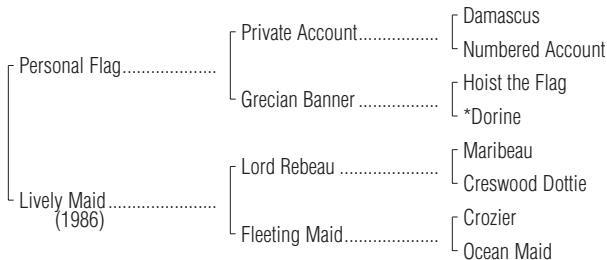 Damascus
Private Account..................
Numbered Account
Personal Flag.....................
Hoist the Flag
Grecian Banner .................
*Dorine
Maribeau
Lord Rebeau .....................
Creswood Dottie
Lively Maid........................
(1986)
Crozier
Fleeting Maid.....................
Ocean Maid